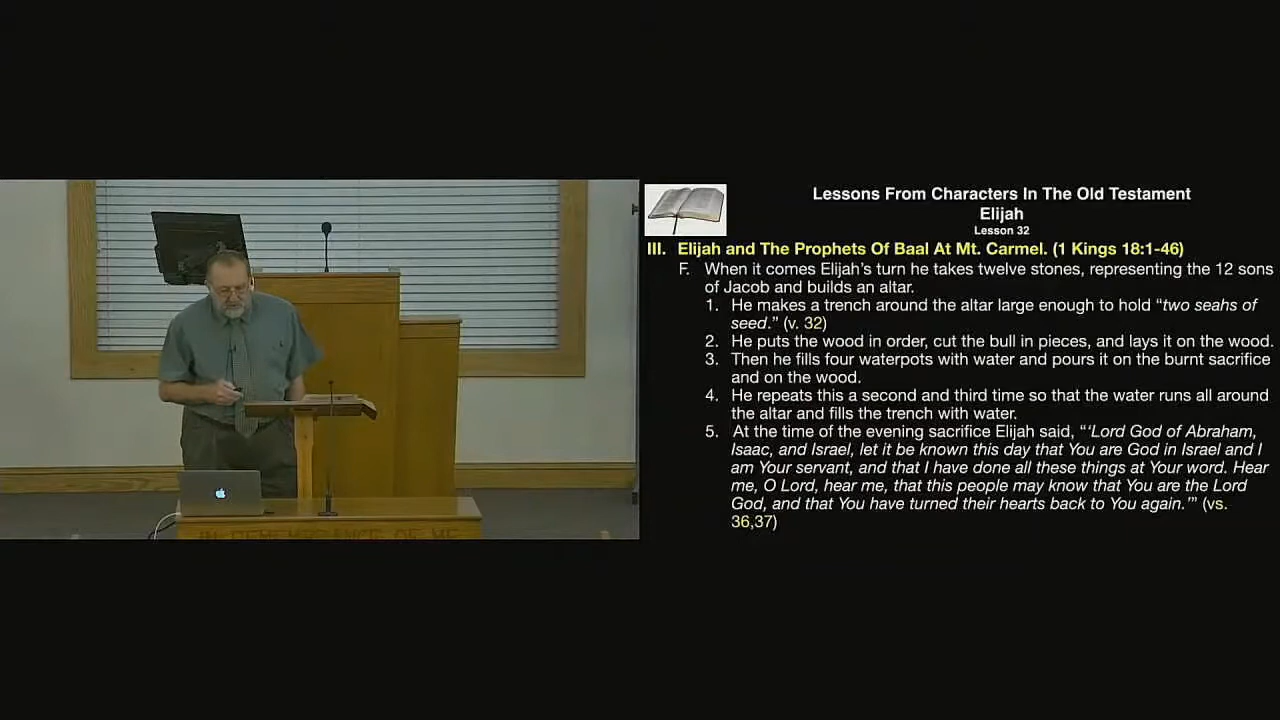 Lessons From Characters In The Old Testament
Elijah
Lesson 32
III. Elijah and The Prophets Of Baal At Mt. Carmel. (1 Kings 18:1-46)
F. When it comes Elijah's turn he takes twelve stones, representing the 12 sons
of Jacob and builds an altar.
1. He makes a trench around the altar large enough to hold “two seahs of
seed.” (v. 32)
2. He puts the wood in order, cut the bull in pieces, and lays it on the wood.
3. Then he fills four waterpots with water and pours it on the burnt sacrifice
and on the wood.
4. He repeats this a second and third time so that the water runs all around
the altar and fills the trench with water.
5. At the time of the evening sacrifice Elijah said, “‘Lord God of Abraham,
Isaac, and Israel, let it be known this day that You are God in Israel and I
am Your servant, and that I have done all these things at Your word. Hear
me, O Lord, hear me, that this people may know that You are the Lord
God, and that You have turned their hearts back to You again.’” (vs.
36,37)
IN REMEMBRANCE OF ME